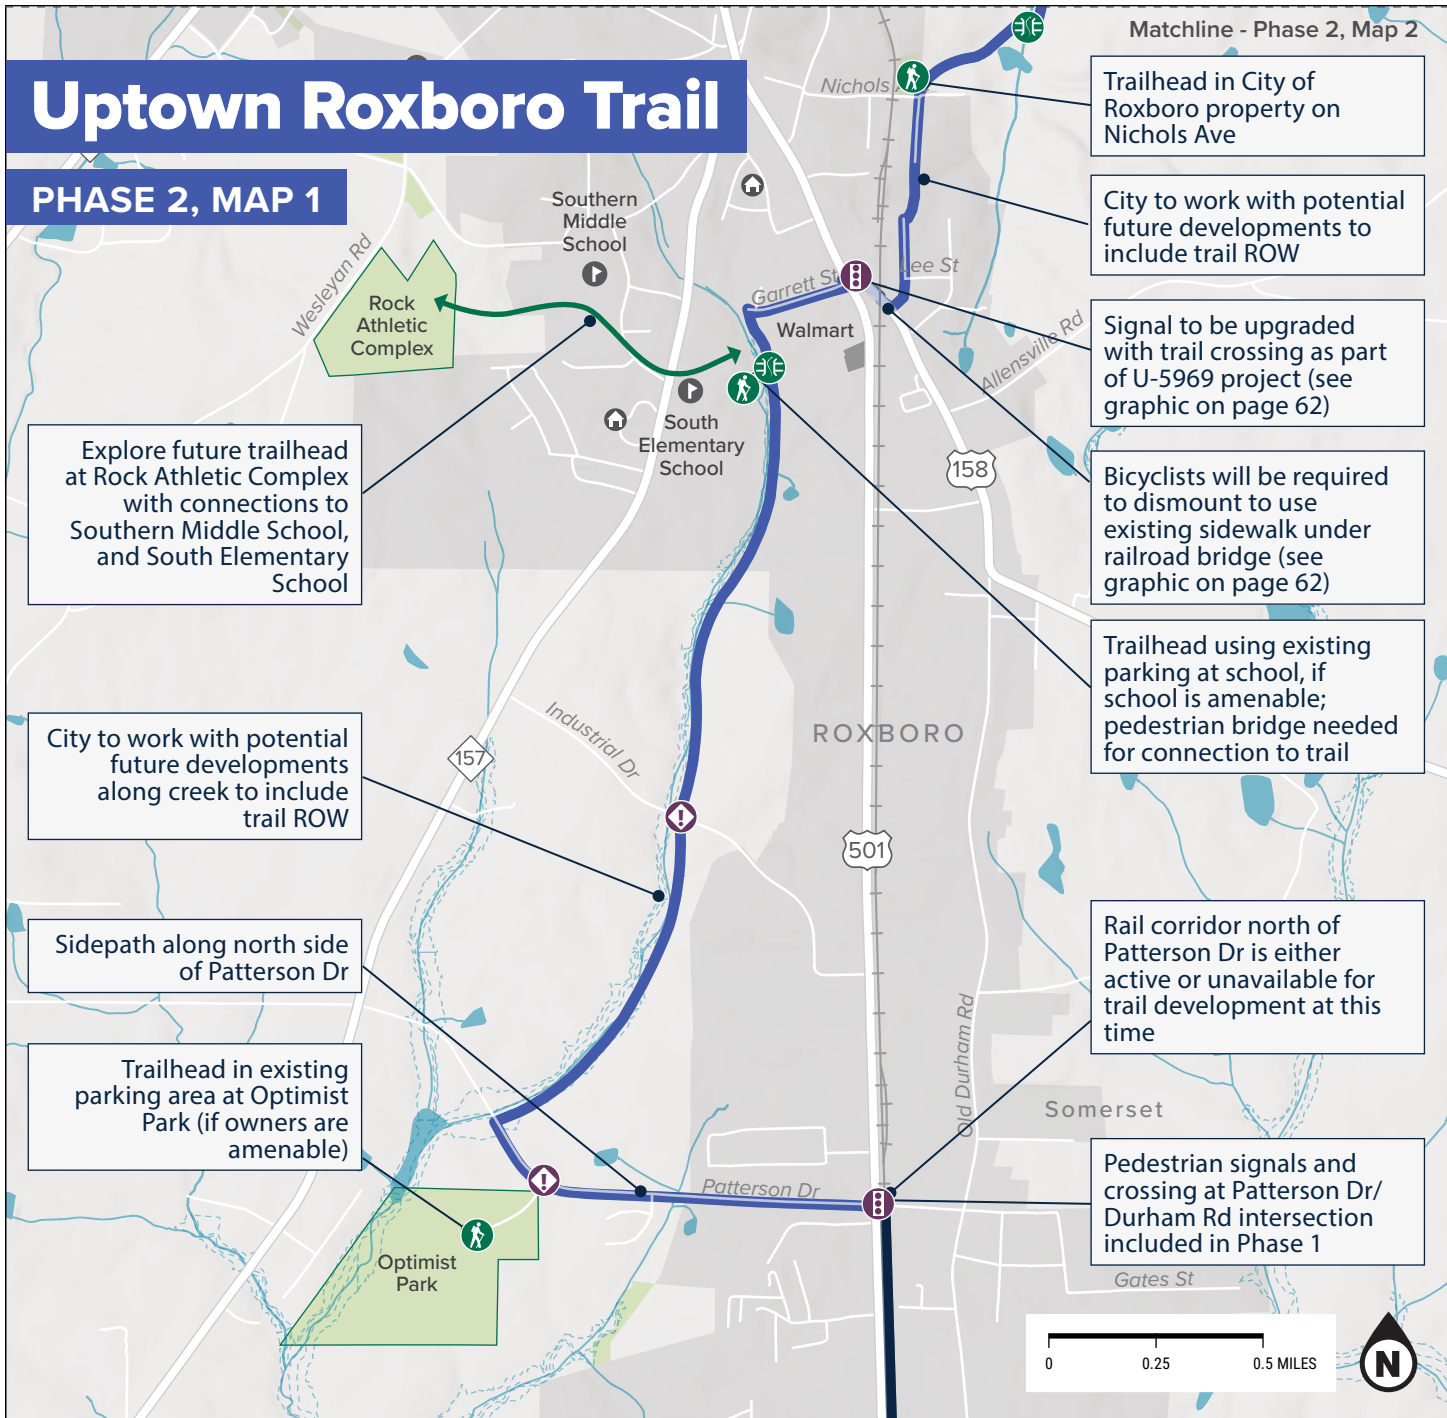 Matchline - Phase 2, Map 2
Uptown Roxboro Trail
PHASE 2, MAP 1
Nichols
Trailhead in City of
Roxboro property on
Nichols Ave
City to work with potential
future developments to
include trail ROW
Southern
Middle
School
Wesleyan Rd
Rock
Athletic
Complex
Garrett St
Lee St
Walmart
Allensville Rd
Signal to be upgraded
with trail crossing as part
of U-5969 project (see
graphic on page 62)
South
Elementary
School
158
Explore future trailhead
at Rock Athletic Complex
with connections to
Southern Middle School,
and South Elementary
School
Bicyclists will be required
to dismount to use
existing sidewalk under
railroad bridge (see
graphic on page 62)
Trailhead using existing
parking at school, if
school is amenable;
pedestrian bridge needed
for connection to trail
Industrial Dr
ROXBORO
157
City to work with potential
future developments
along creek to include
trail ROW
501
Sidepath along north side
of Patterson Dr
Rail corridor north of
Patterson Dr is either
active or unavailable for
trail development at this
time
Old Durham Rd
Trailhead in existing
parking area at Optimist
Park (if owners are
amenable)
Somerset
Patterson Dr
Pedestrian signals and
crossing at Patterson Dr/
Durham Rd intersection
included in Phase 1
Optimist
Park
Gates St
0 0.25 0.5 MILES
N